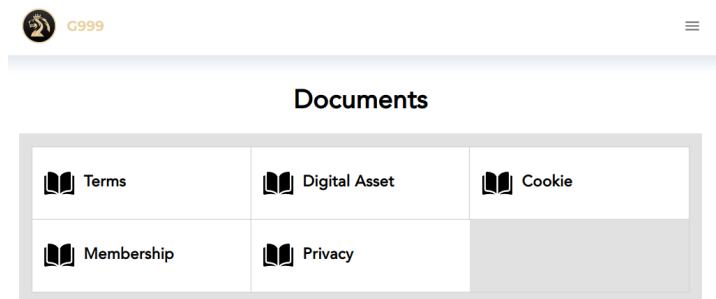 G999
Documents
Terms
Digital Asset
Cookie
Membership
Privacy